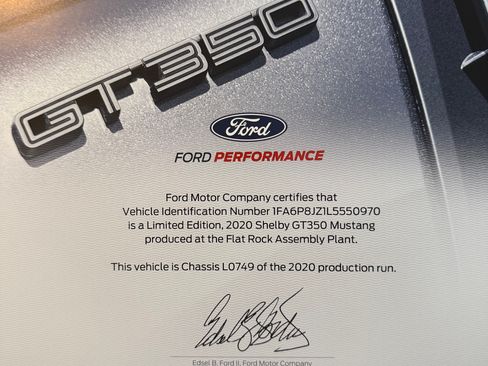 GT350
Ford
FORD PERFORMANCE
Ford Motor Company certifies that
Vehicle Identification Number 1FA6P8JZ1L5550970
is a Limited Edition, 2020 Shelby GT350 Mustang
produced at the Flat Rock Assembly Plant.
This vehicle is Chassis L0749 of the 2020 production run.
Edsel B. Ford II, Ford Motor Company